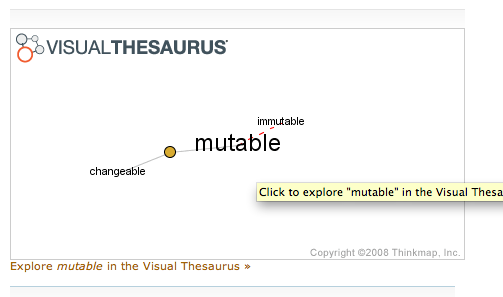 VISUALTHESAURUS
immutable
mutable
changeable
Click to explore "mutable" in the Visual Thesa
Copyright ©2008 Thinkmap, Inc.
Explore mutable in the Visual Thesaurus »